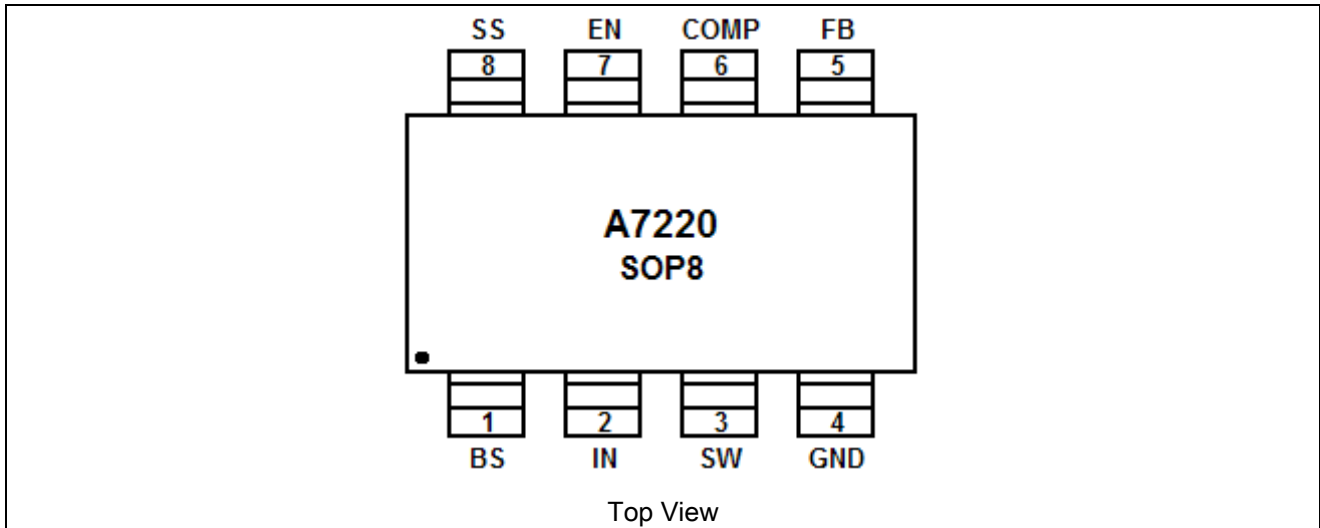 SS EN COMP FB
8 7 6 5
A7220
SOP8
1 2 3 4
BS IN SW GND
Top View